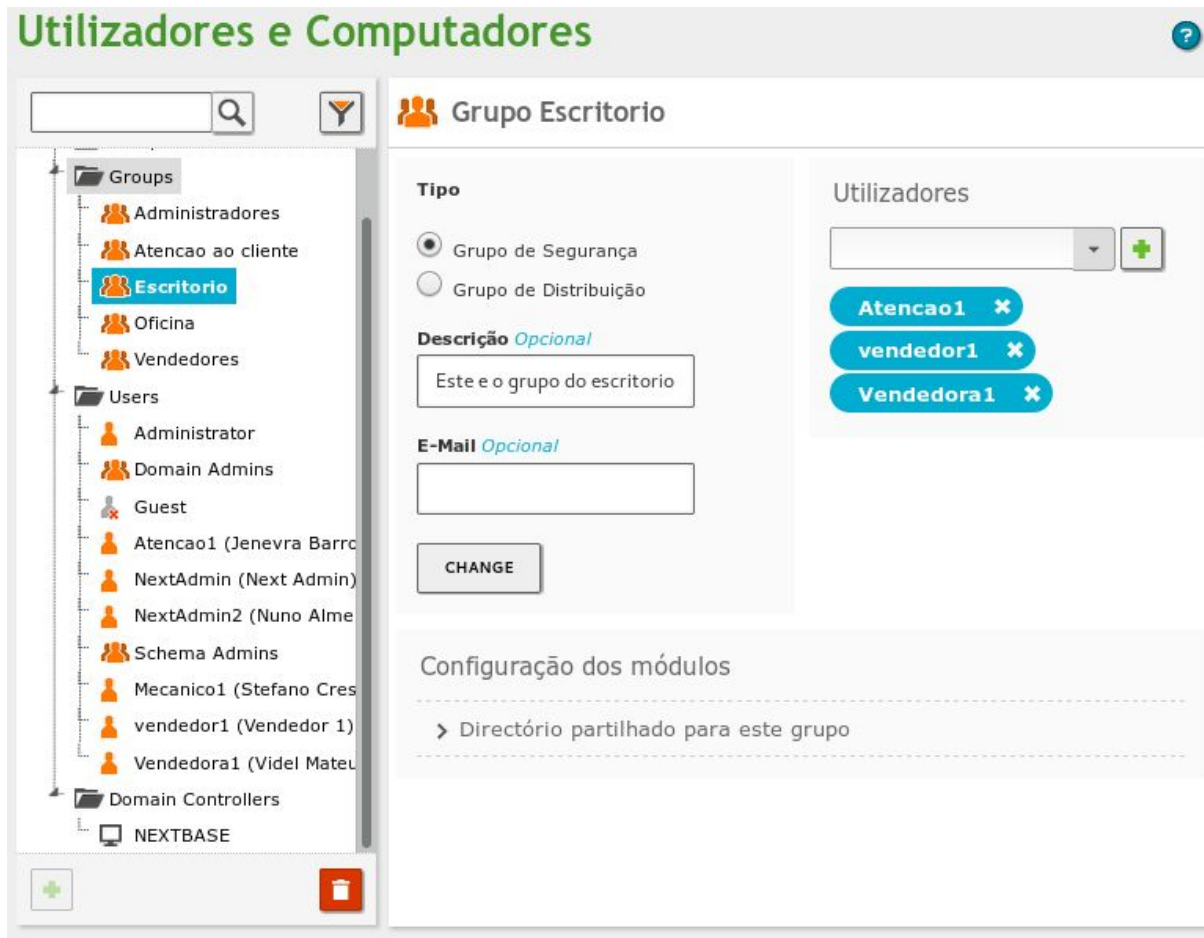 Utilizadores e Computadores
?
Groups
Administradores
Atencao ao cliente
Escritorio
Oficina
Vendedores
Users
Administrator
Domain Admins
Guest
Atencao1 (Jenevra Barro
NextAdmin (Next Admin)
NextAdmin2 (Nuno Alme
Schema Admins
Mecanico1 (Stefano Cres
vendedor1 (Vendedor 1)
Vendedora1 (Videl Mateu
Domain Controllers
NEXTBASE
Grupo Escritorio
Tipo
Grupo de Segurança
Grupo de Distribuição
Descrição Opcional
Este e o grupo do escritorio
E-Mail Opcional
CHANGE
Utilizadores
Atencao1
vendedor1
Vendedora1
Configuração dos módulos
Directório partilhado para este grupo